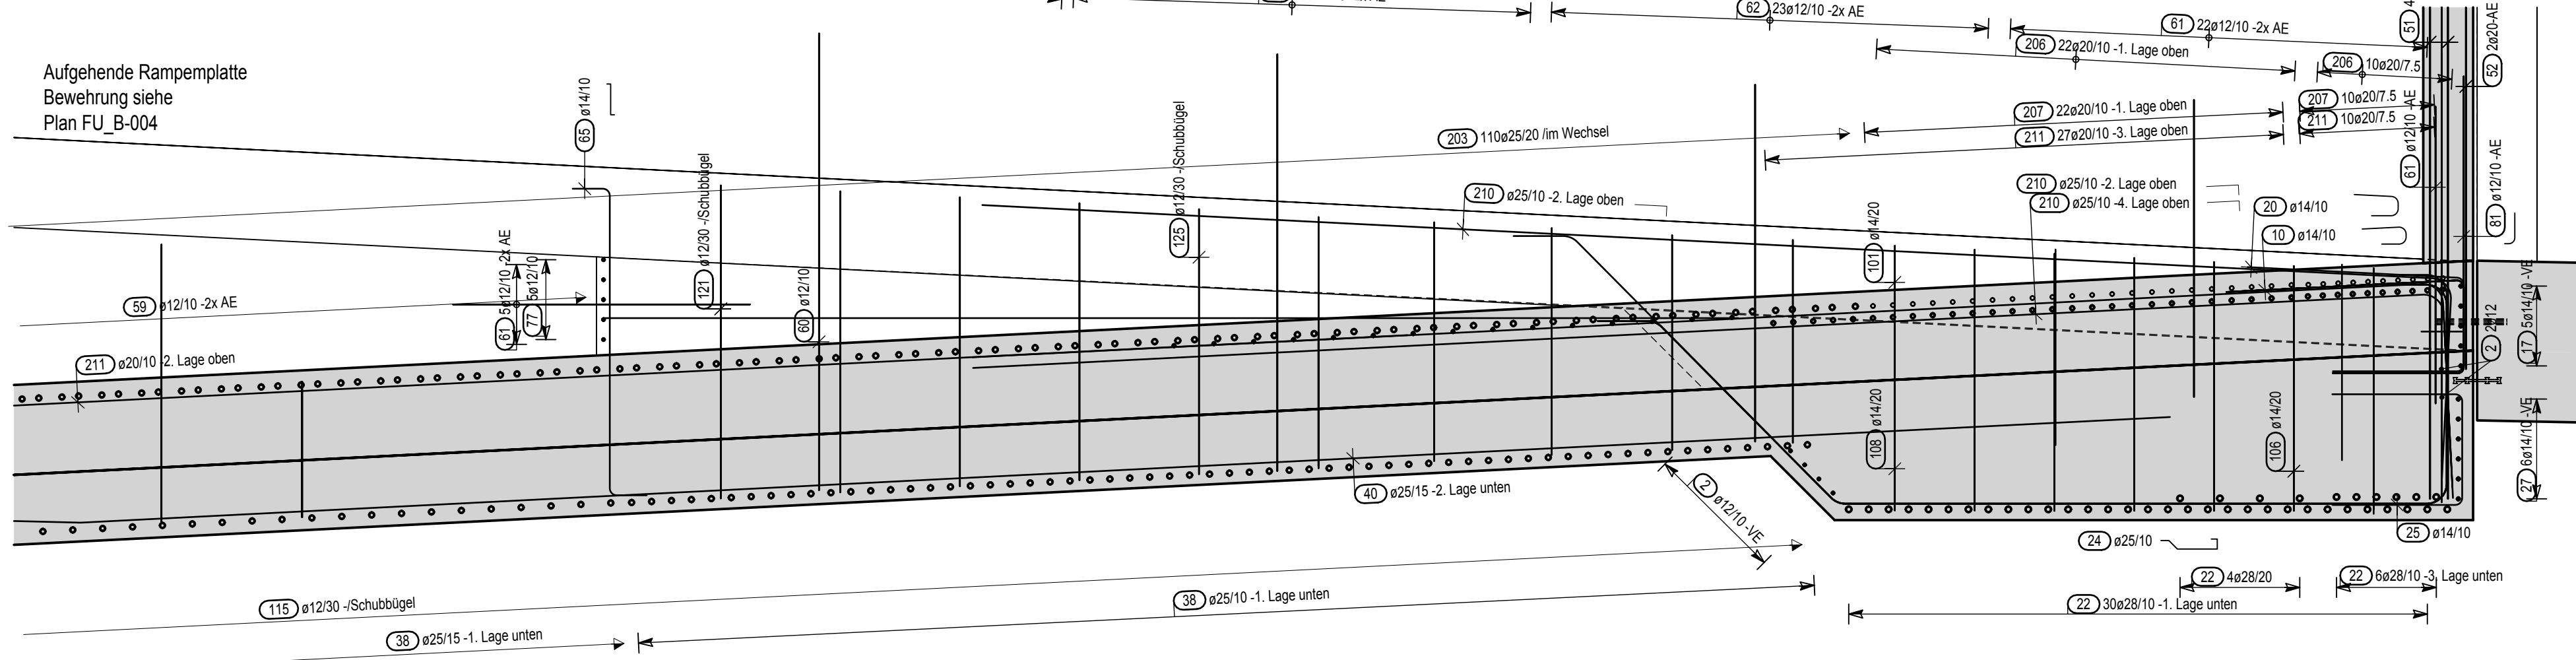 62 23ø12/10 -2x AE
61 22ø12/10 -2x AE
51
52 2ø20-AE
206 22ø20/10 -1. Lage oben
206 10ø20/7.5
Aufgehende Rampemplatte
Bewehrung siehe
Plan FU_B-004
65 ø14/10
207 22ø20/10 -1. Lage oben
207 10ø20/7.5
203 110ø25/20 /im Wechsel
211 27ø20/10 -3. Lage oben
211 10ø20/7.5
61 ø12/10 -AE
81 ø12/10 -AE
121 ø12/30 -/Schubbügel
125 ø12/30 -/Schubbügel
210 ø25/10 -2. Lage oben
210 ø25/10 -2. Lage oben
210 ø25/10 -4. Lage oben
20 ø14/10
10 ø14/10
101 ø14/20
59 ø12/10 -2x AE
61 5ø12/10 -2x AE
77 5ø12/10
60 ø12/10
211 ø20/10 -2. Lage oben
2 2ø12
17 5ø14/10 -VE
108 ø14/20
106 ø14/20
27 6ø14/10 -VE
40 ø25/15 -2. Lage unten
2 ø12/10 -VE
25 ø14/10
24 ø25/10
22 4ø28/20
22 6ø28/10 -3. Lage unten
22 30ø28/10 -1. Lage unten
115 ø12/30 -/Schubbügel
38 ø25/10 -1. Lage unten
38 ø25/15 -1. Lage unten